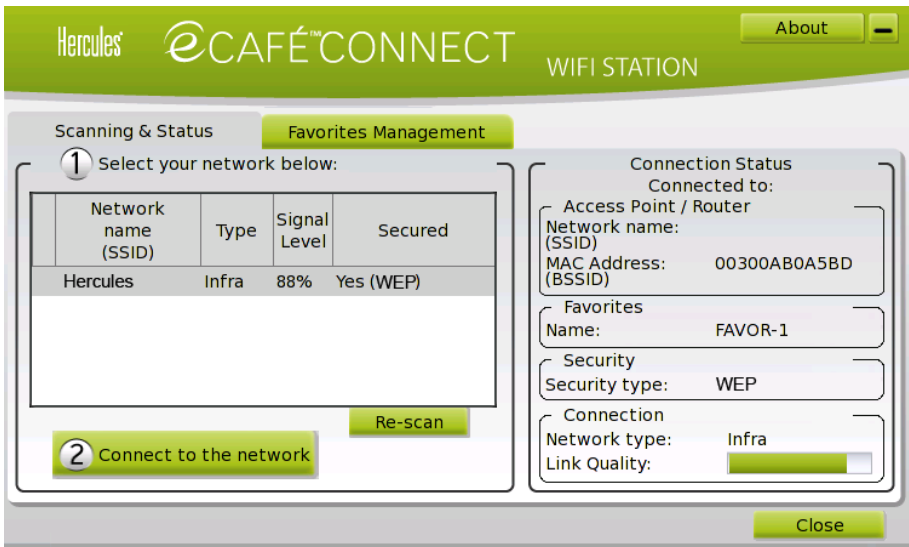 Hercules
eCAFÉ™CONNECT
WIFI STATION
About
Scanning & Status
Favorites Management
1 Select your network below:
Network name (SSID)
Type
Signal Level
Secured
Hercules Infra 88% Yes (WEP)
Re-scan
2 Connect to the network
Connection Status
Connected to:
Access Point / Router
Network name:
(SSID)
MAC Address: 00300AB0A5BD
(BSSID)
Favorites
Name: FAVOR-1
Security
Security type: WEP
Connection
Network type: Infra
Link Quality:
Close